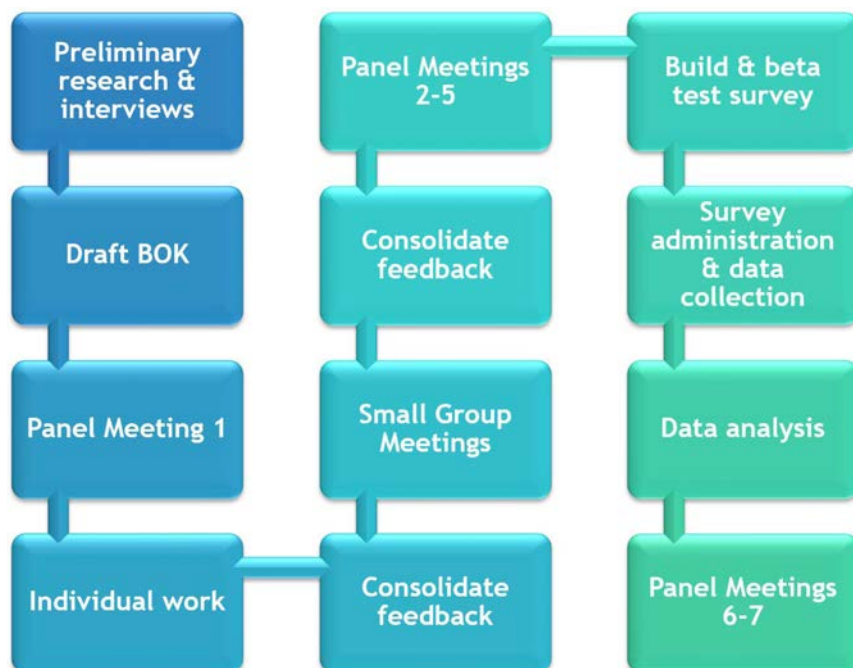 Preliminary
research &
interviews
Draft BOK
Panel Meeting 1
Individual work
Consolidate
feedback
Small Group
Meetings
Consolidate
feedback
Panel Meetings
2-5
Build & beta
test survey
Survey
administration
& data
collection
Data analysis
Panel Meetings
6-7